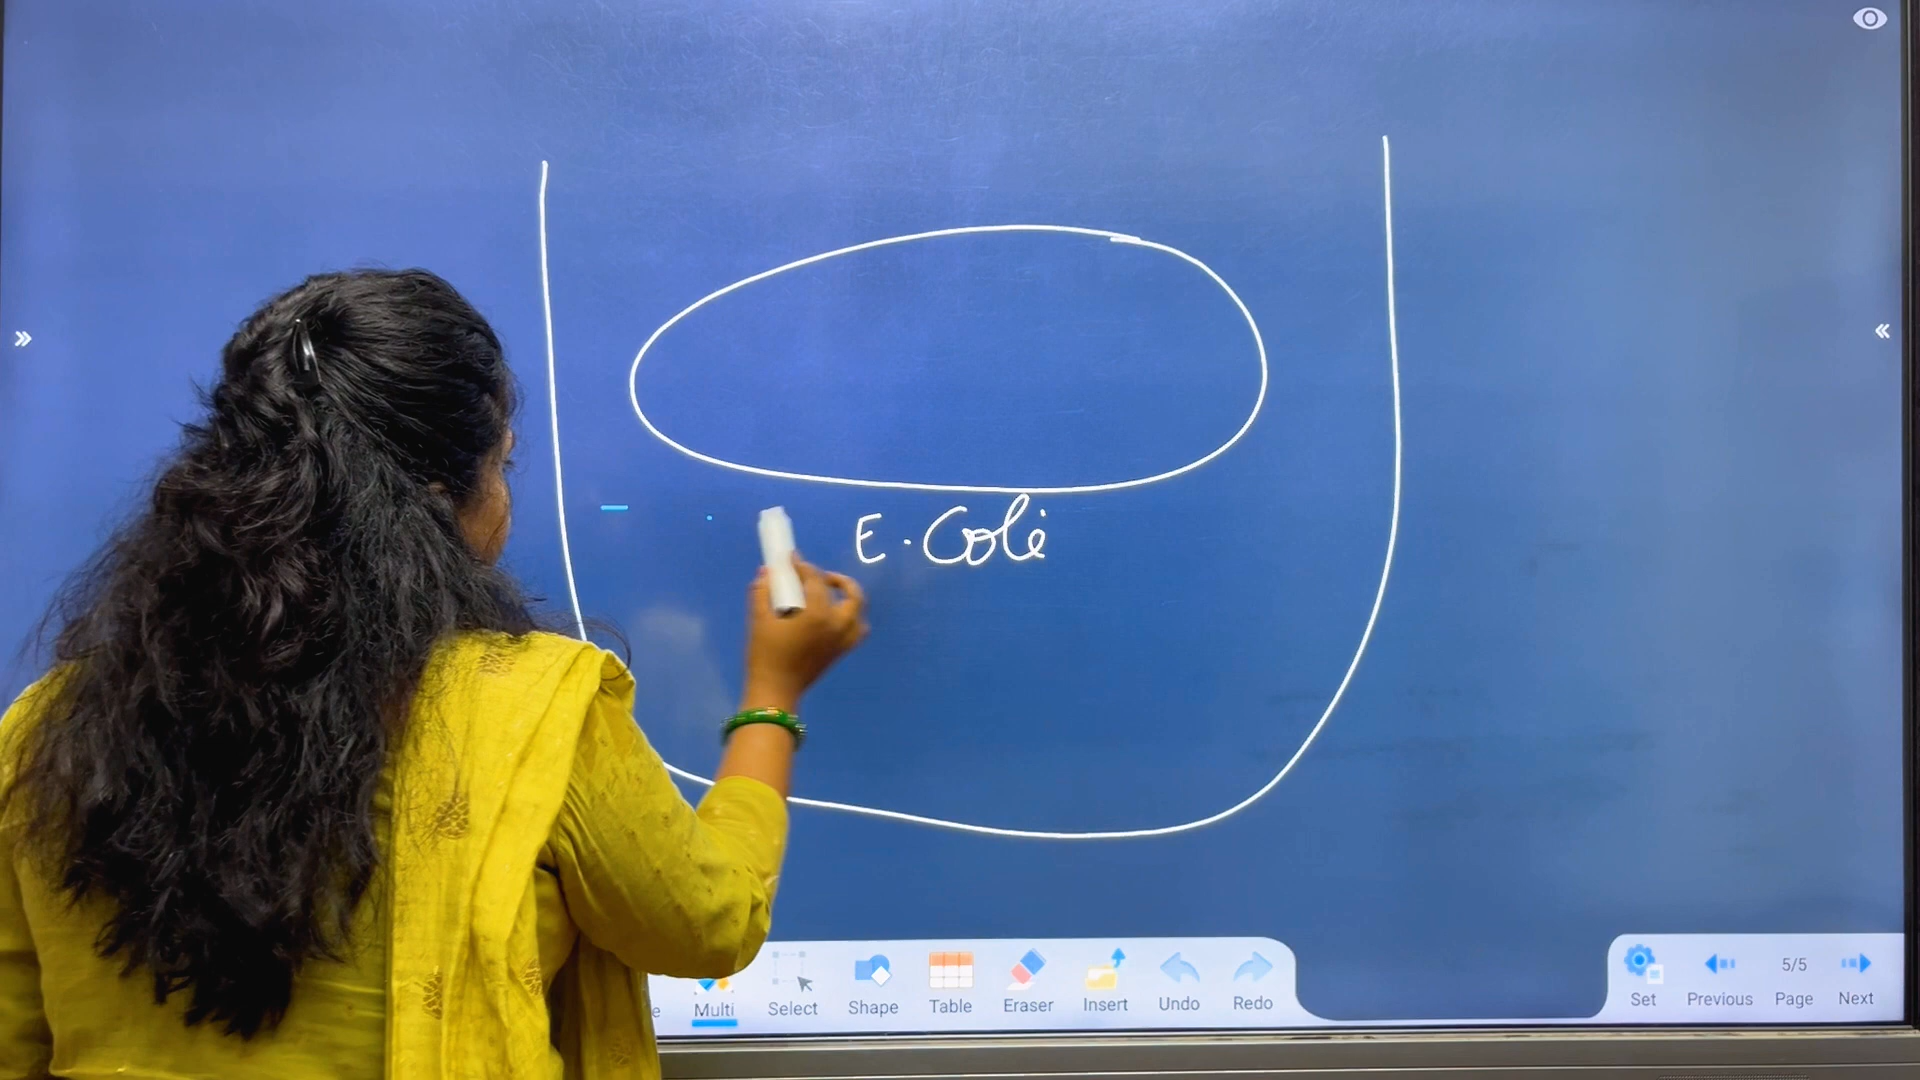 E. Coli
Multi Select Shape Table Eraser Insert Undo Redo
Set Previous 5/5 Page Next